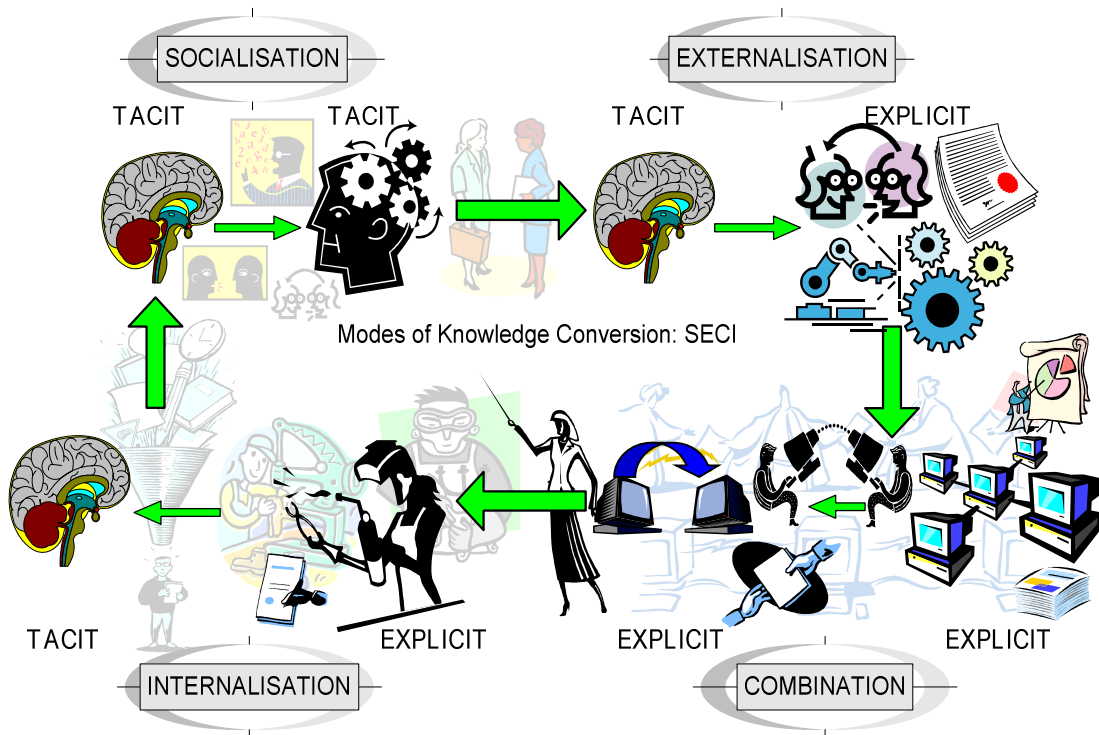 SOCIALISATION
EXTERNALISATION
TACIT
TACIT
TACIT
EXPLICIT
Modes of Knowledge Conversion: SECI
TACIT
EXPLICIT
EXPLICIT
EXPLICIT
INTERNALISATION
COMBINATION